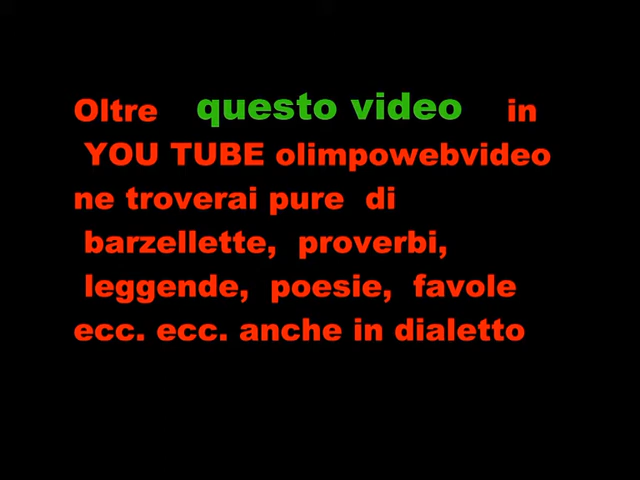 Oltre questo video in
YOU TUBE olimpowebvideo
ne troverai pure di
barzellette, proverbi,
leggende, poesie, favole
ecc. ecc. anche in dialetto